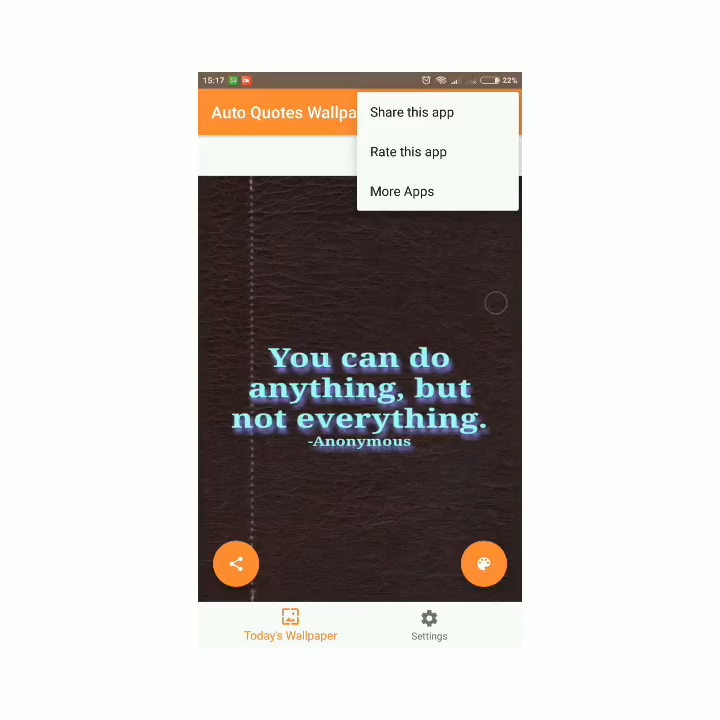 15:17
22%
Auto Quotes Wallpa
Share this app
Rate this app
More Apps
You can do
anything, but
not everything.
-Anonymous
Today's Wallpaper
Settings